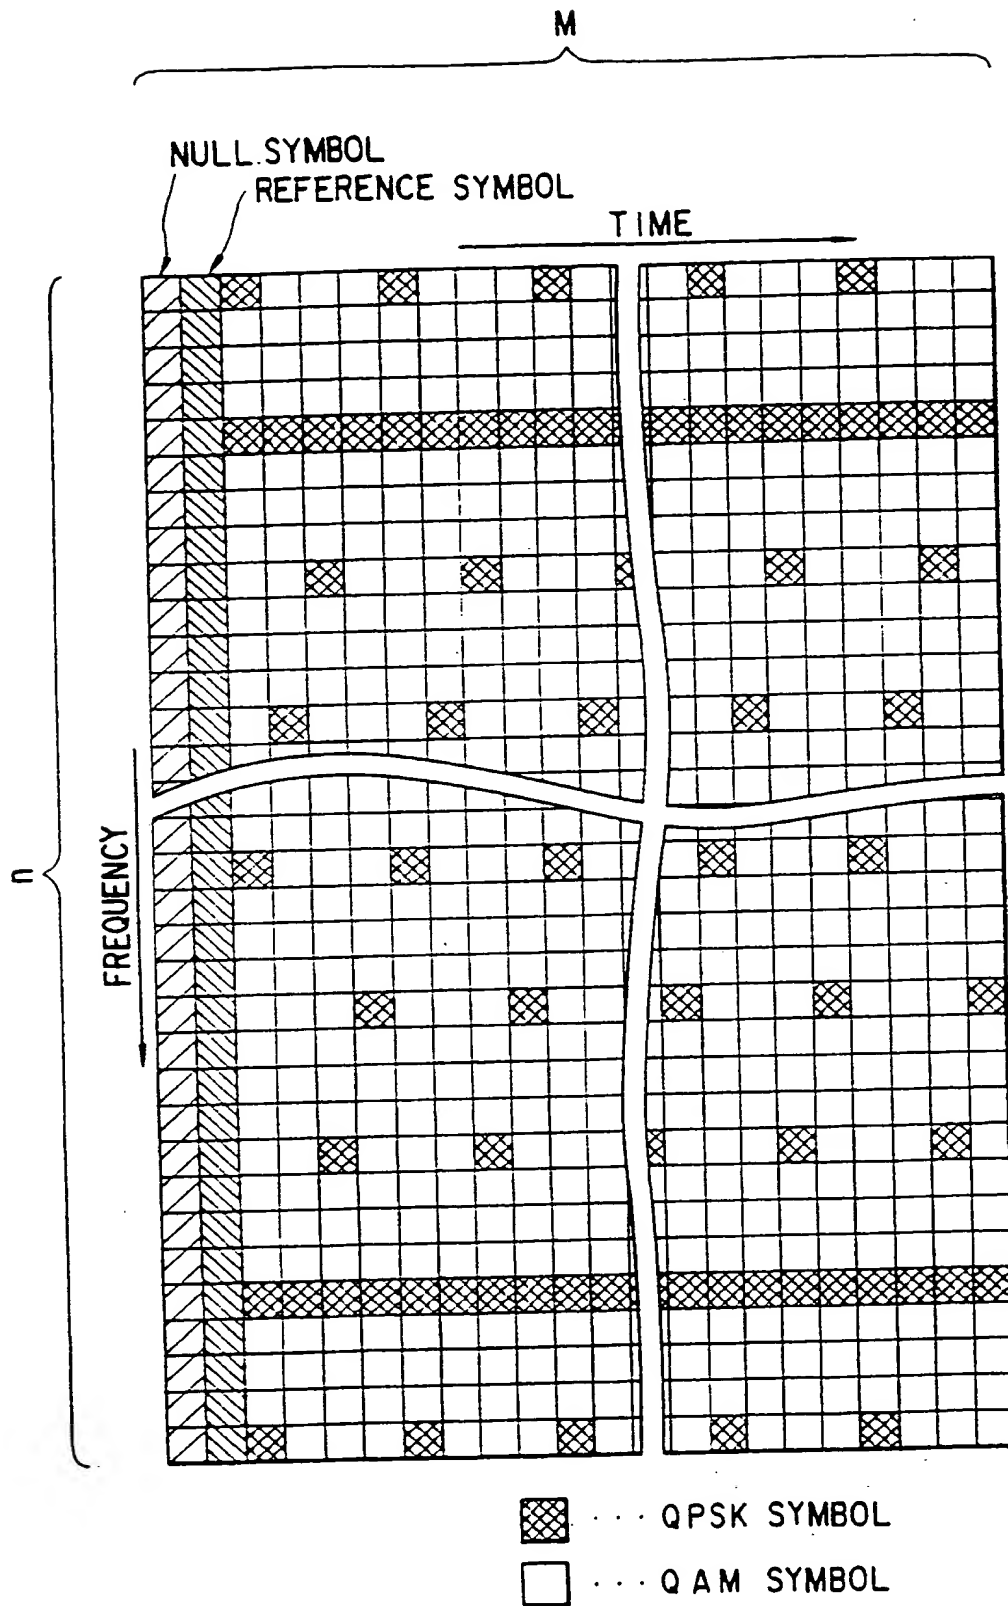 M
NULL SYMBOL
REFERENCE SYMBOL
TIME
n
FREQUENCY
· · · QPSK SYMBOL
· · · QAM SYMBOL